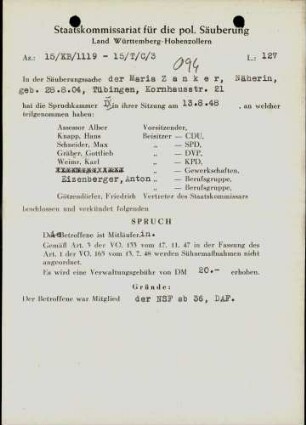 Staatskommissariat für die pol. Säuberung
Land Württemberg-Hohenzollern
Az.: 15/KB/1119 - 15/T/C/3 L.: 127
094
In der Säuberungssache der Maria Zanker, Näherin,
geb. 28.8.04, Tübingen, Kornhausstr. 21
hat die Spruchkammer in ihrer Sitzung am 13.8.48 , an welcher
teilgenommen haben:
Assessor Alber Vorsitzender,
Knapp, Hans Beisitzer — CDU,
Schneider, Max „ — SPD,
Gräber, Gottlieb „ — DVP,
Weime, Karl „ — KPD,
„ — Gewerkschaften,
Eizenberger, Anton „ — Berufsgruppe,
„ — Berufsgruppe,
Götzendörfer, Friedrich Vertreter des Staatskommissars
beschlossen und verkündet folgenden
SPRUCH
Die Betroffene ist Mitläuferin.
Gemäß Art. 3 der VO. 133 vom 17. 11. 47 in der Fassung des
Art. 1 der VO. 165 vom 13. 7. 48 werden Sühnemaßnahmen nicht
angeordnet.
Es wird eine Verwaltungsgebühr von DM 20.- erhoben.
Gründe:
Der Betroffene war Mitglied der NSF ab 36, DAF.